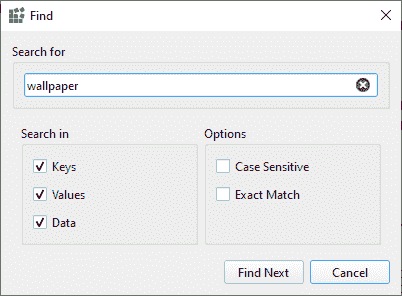 Find
Search for
wallpaper
Search in
Options
Keys
Case Sensitive
Values
Exact Match
Data
Find Next
Cancel